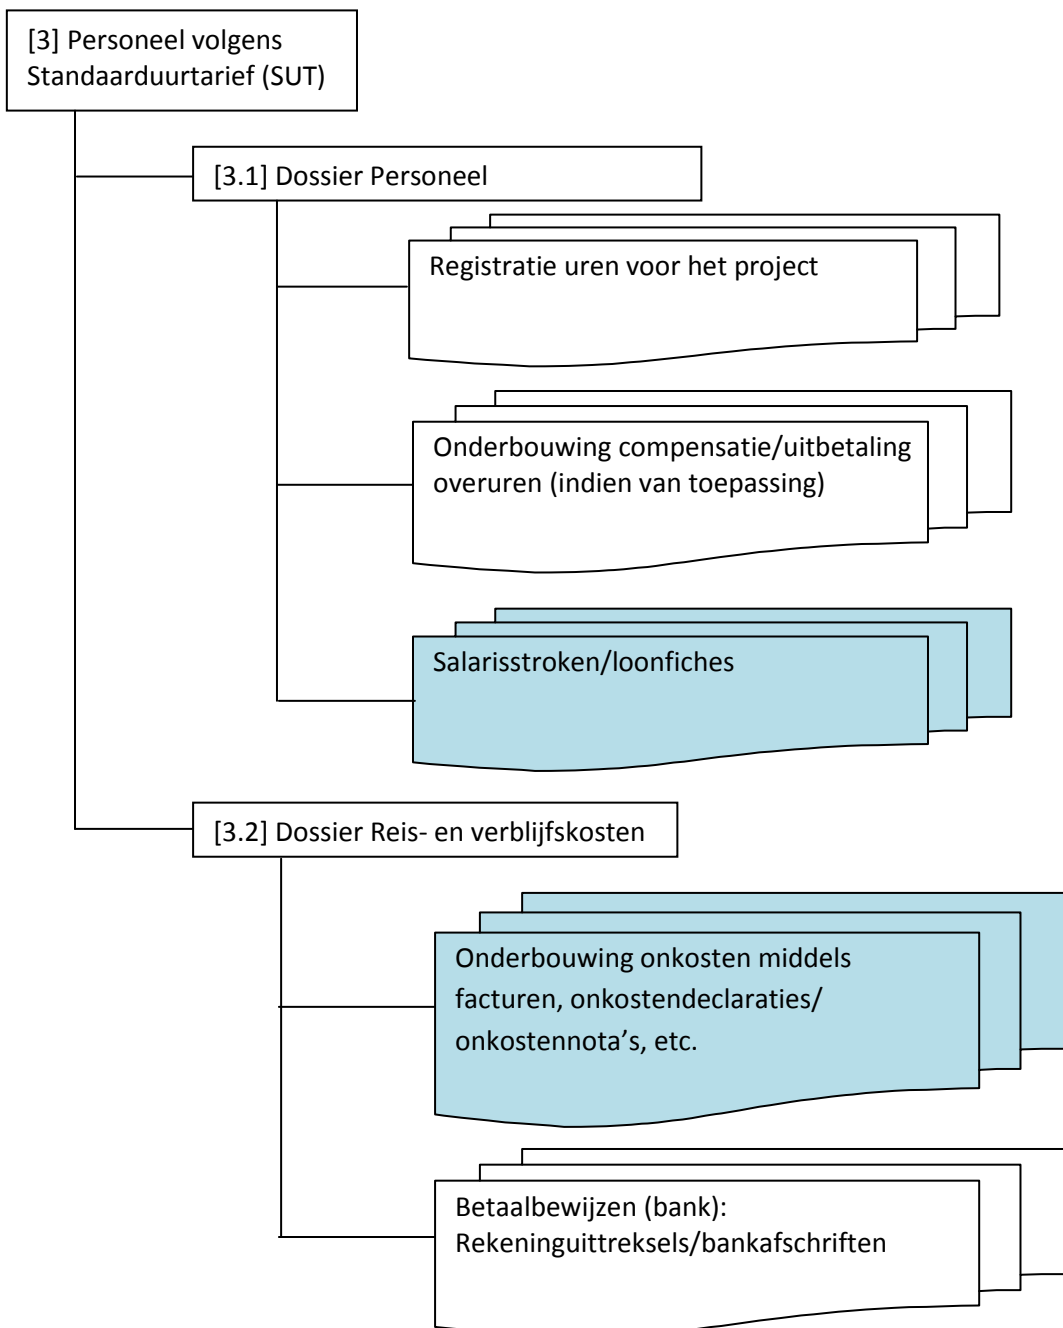 [3] Personeel volgens
Standaarduurtarief (SUT)
[3.1] Dossier Personeel
Registratie uren voor het project
Onderbouwing compensatie/uitbetaling
overuren (indien van toepassing)
Salarisstroken/loonfiches
[3.2] Dossier Reis- en verblijfskosten
Onderbouwing onkosten middels
facturen, onkostendeclaraties/
onkostennota’s, etc.
Betaalbewijzen (bank):
Rekeninguittreksels/bankafschriften